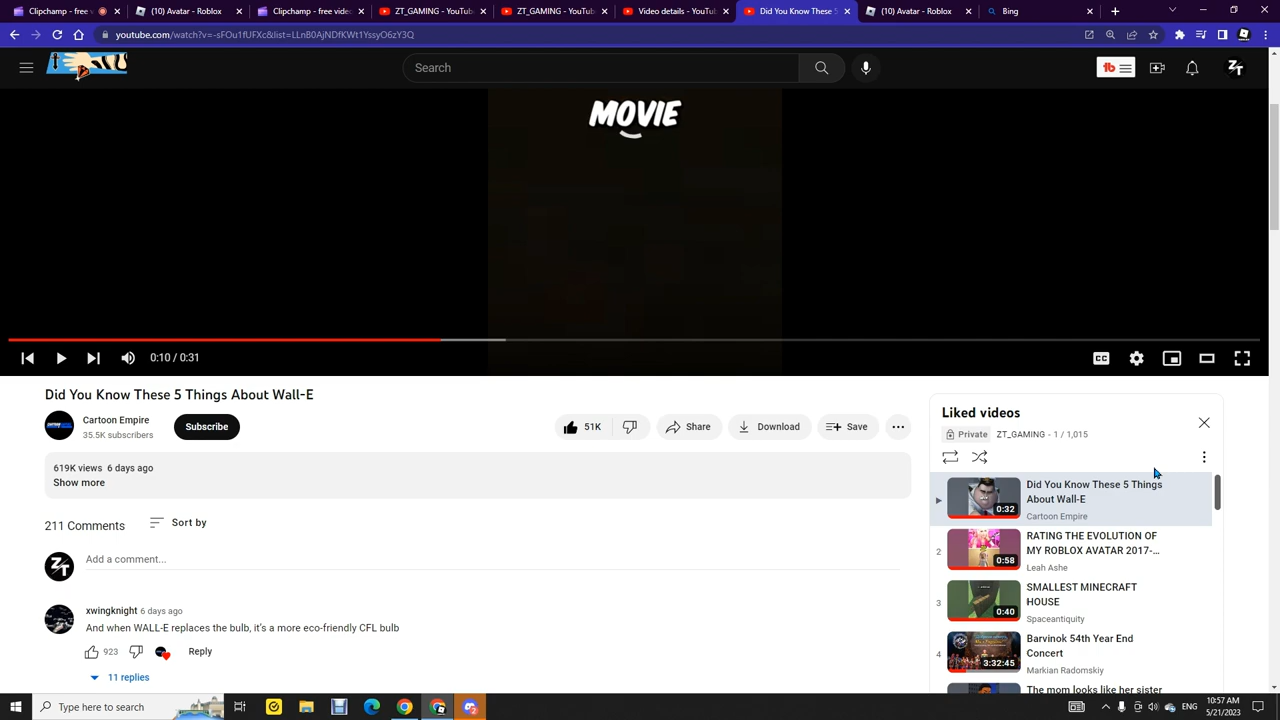 Clipchamp - free v
(10) Roblox
Clipchamp - free vide
ZT_GAMING - YouTube
ZT_GAMING - YouTub
Video details - YouTu
Did You Know These 5
(2) Avatar - Roblox
Bing
youtube.com/watch?v=-sFOu1fUFXc&list=LLnB0AjNDfKWt1YssyO6zY3Q
Search
MOVIE
0:10 / 0:31
CC
Did You Know These 5 Things About Wall-E
Cartoon Empire
35.5K subscribers
Subscribe
51K
Share
Download
Save
619K views 6 days ago
Show more
211 Comments
Sort by
ZT
Add a comment...
xwingknight 6 days ago
And when WALL-E replaces the bulb, it's a more eco-friendly CFL bulb
923
Reply
11 replies
Liked videos
Private
ZT_GAMING - 1 / 1,015
0:32
Did You Know These 5 Things
About Wall-E
Cartoon Empire
2
0:58
RATING THE EVOLUTION OF
MY ROBLOX AVATAR 2017-...
Leah Ashe
3
0:40
SMALLEST MINECRAFT
HOUSE
Spaceantiquity
4
3:32:45
Barvinok 54th Year End
Concert
Markian Radomskiy
The mom looks like her sister
Type here to search
ENG
10:57 AM
5/21/2023